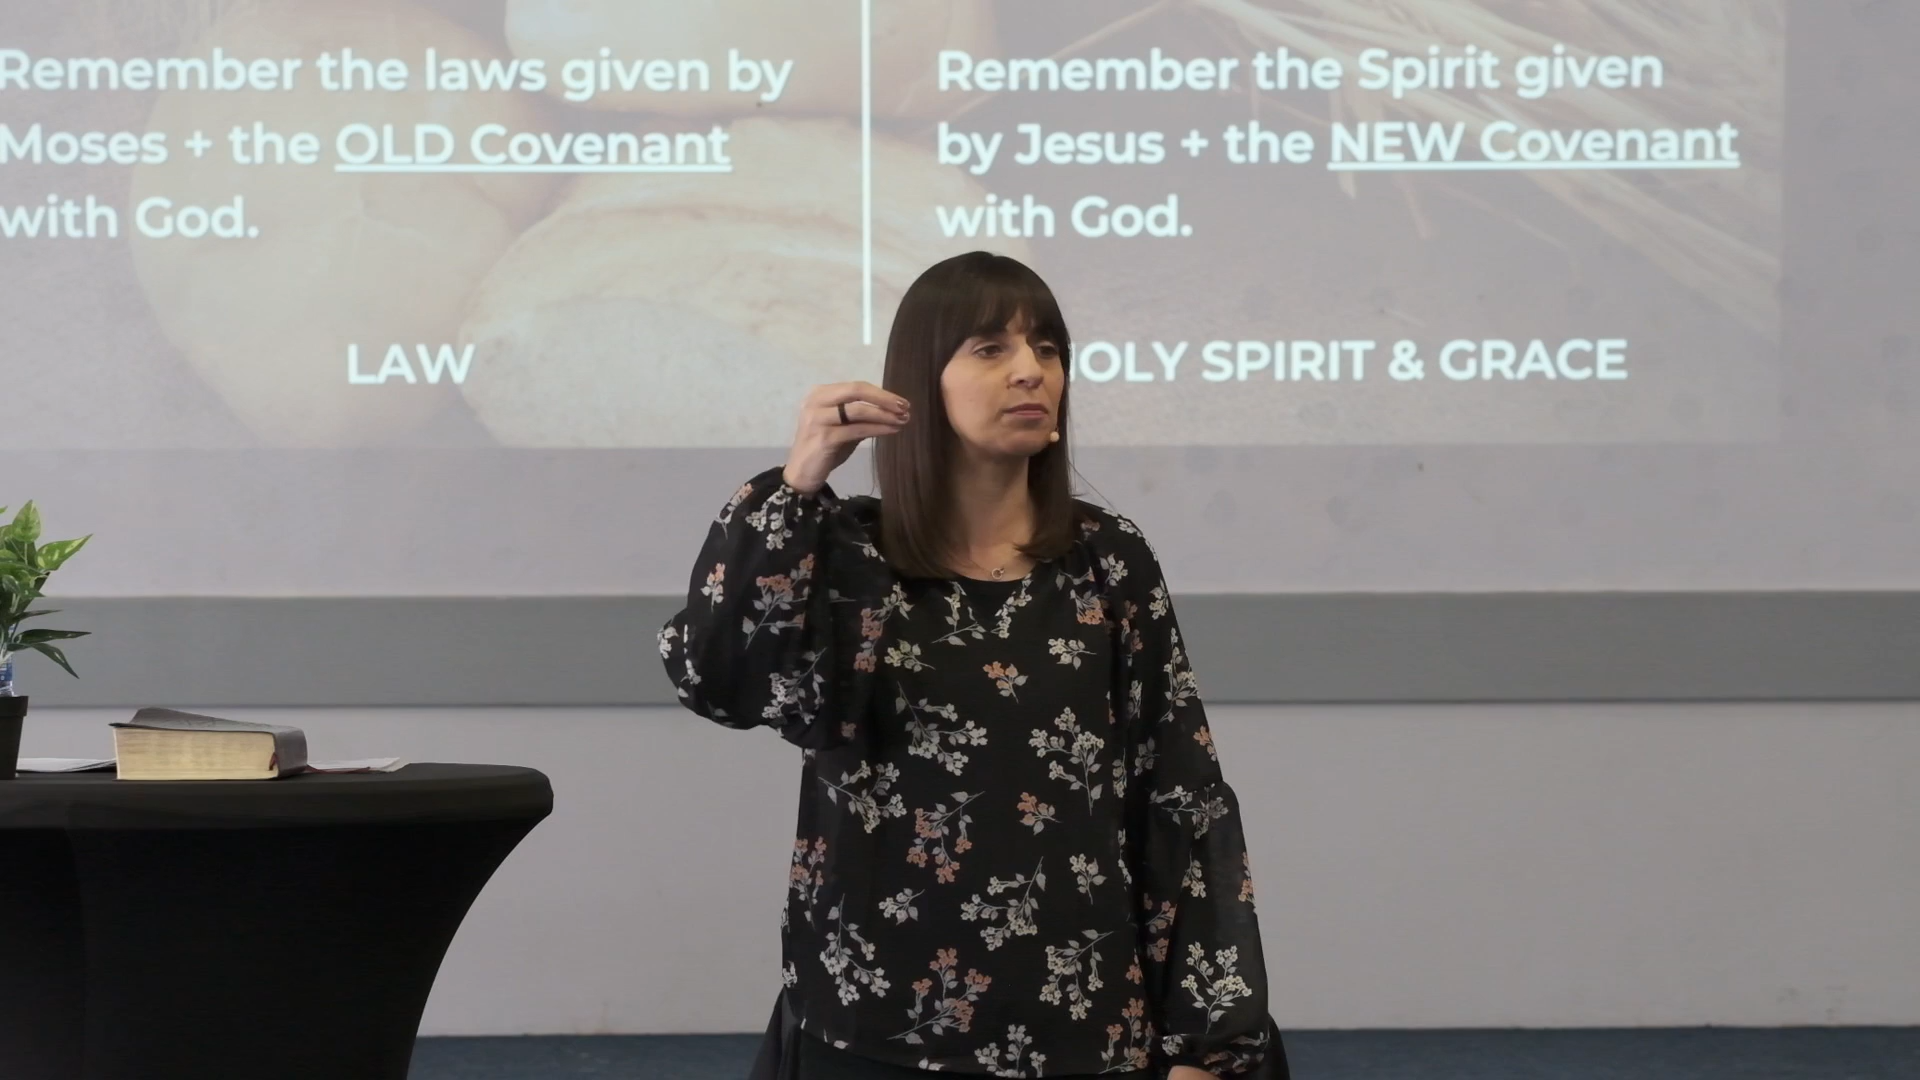 Remember the laws given by
Moses + the OLD Covenant
with God.
LAW
Remember the Spirit given
by Jesus + the NEW Covenant
with God.
OLY SPIRIT & GRACE